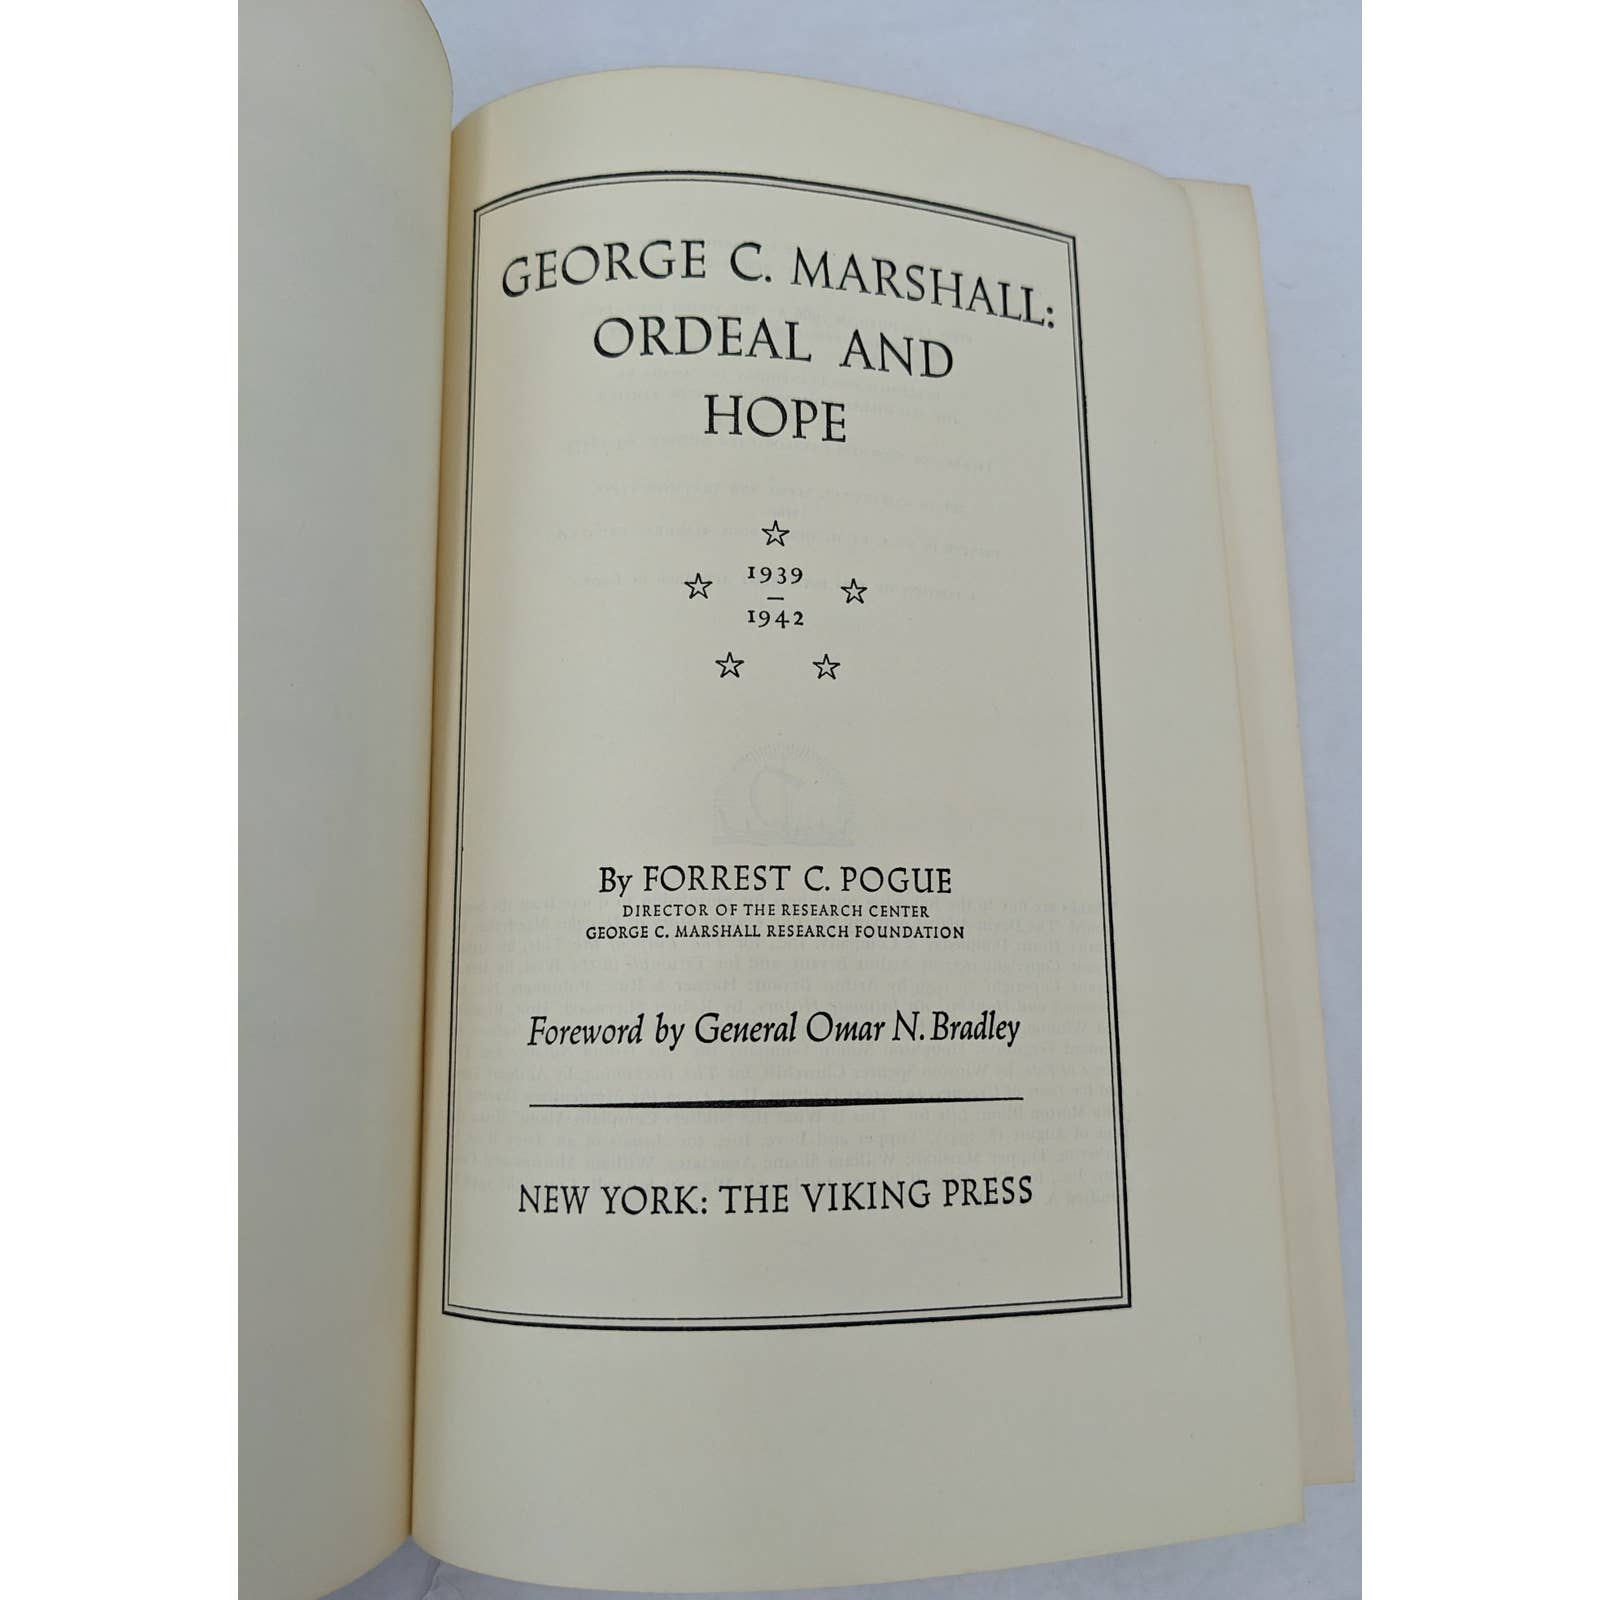 GEORGE C. MARSHALL:
ORDEAL AND
HOPE
1939
—
1942
By FORREST C. POGUE
DIRECTOR OF THE RESEARCH CENTER
GEORGE C. MARSHALL RESEARCH FOUNDATION
Foreword by General Omar N. Bradley
NEW YORK: THE VIKING PRESS